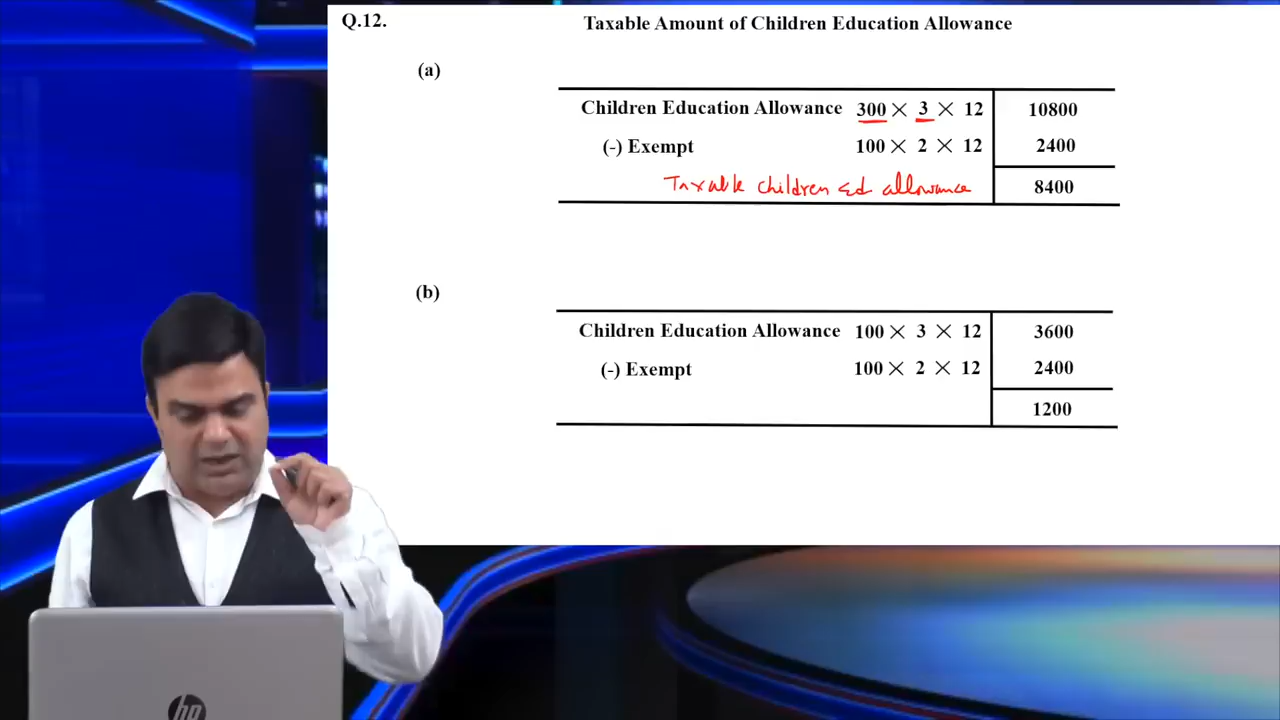 Q.12. Taxable Amount of Children Education Allowance
(a)
Children Education Allowance 300 × 3 × 12 10800
(-) Exempt 100 × 2 × 12 2400
Taxable children ed allowance 8400
(b)
Children Education Allowance 100 × 3 × 12 3600
(-) Exempt 100 × 2 × 12 2400
1200
hp